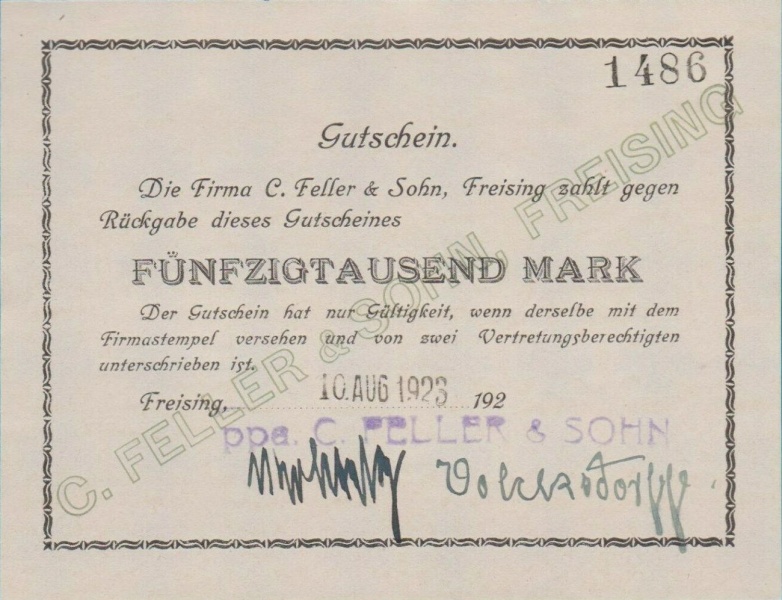 1486
Gutschein.
Die Firma C. Feller & Sohn, Freising zahlt gegen
Rückgabe dieses Gutscheines
FÜNFZIGTAUSEND MARK
Der Gutschein hat nur Gültigkeit, wenn derselbe mit dem
Firmastempel versehen und von zwei Vertretungsberechtigten
unterschrieben ist.
Freising, 10. AUG 1923 192
ppa. C. FELLER & SOHN
C. FELLER & SOHN, FREISING